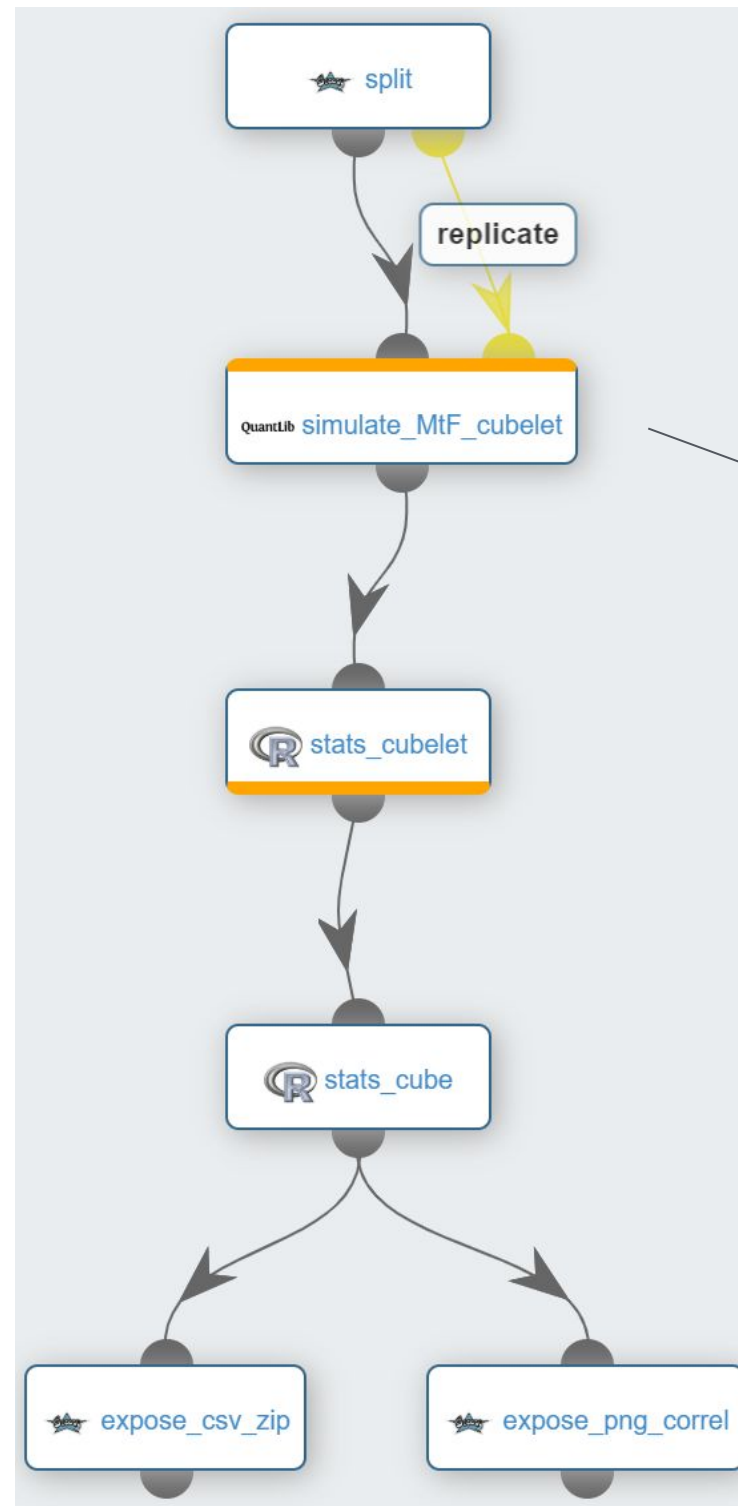 split
replicate
QuantLib simulate_MtF_cubelet
R stats_cubelet
R stats_cube
expose_csv_zip
expose_png_correl